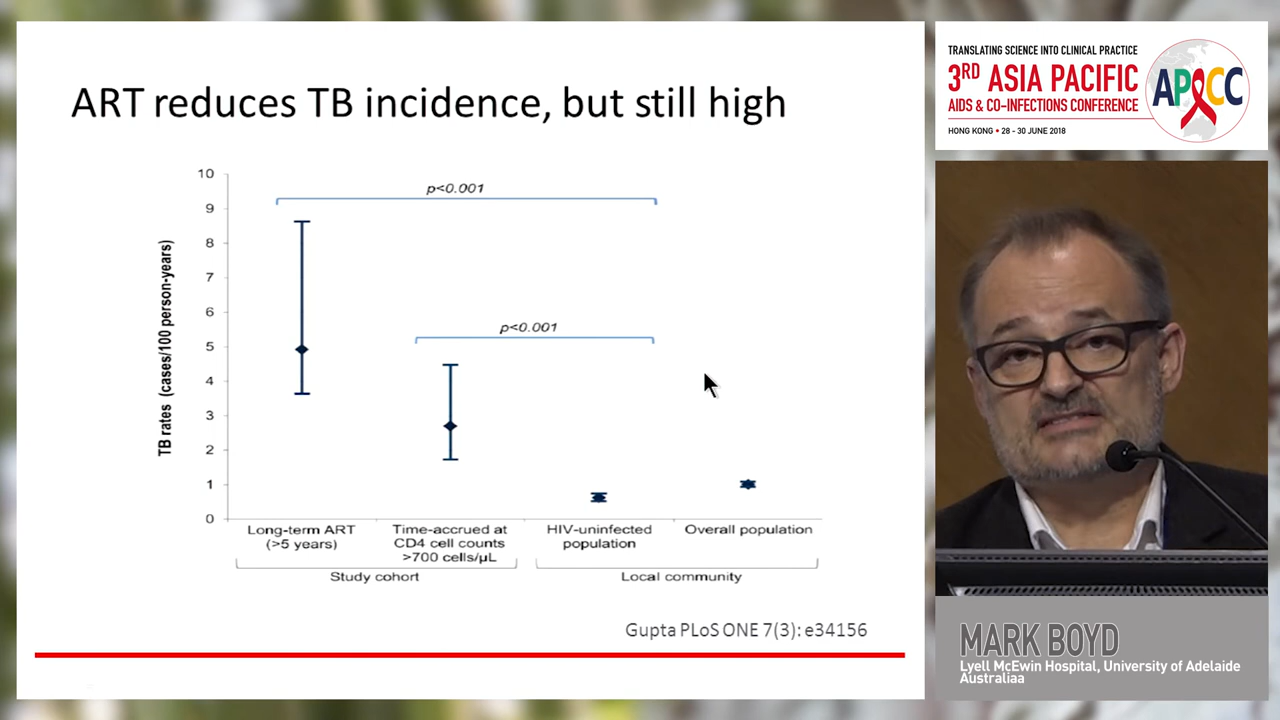 ART reduces TB incidence, but still high
10
9
8
7
6
5
4
3
2
1
0
TB rates (cases/100 person-years)
p<0.001
p<0.001
Long-term ART
(>5 years)
Time-accrued at
CD4 cell counts
>700 cells/µL
HIV-uninfected
population
Overall population
Study cohort
Local community
Gupta PLoS ONE 7(3): e34156
TRANSLATING SCIENCE INTO CLINICAL PRACTICE
3RD ASIA PACIFIC
AIDS & CO-INFECTIONS CONFERENCE
HONG KONG • 28 - 30 JUNE 2018
APACC
MARK BOYD
Lyell McEwin Hospital, University of Adelaide
Australiaa